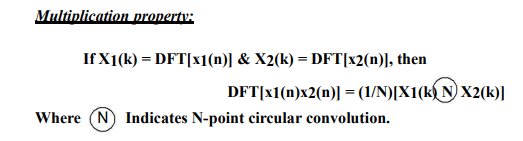 Multiplication property:
If X1(k) = DFT[x1(n)] & X2(k) = DFT[x2(n)], then
DFT[x1(n)x2(n)] = (1/N)[X1(k) Ⓝ X2(k)]
Where Ⓝ Indicates N-point circular convolution.